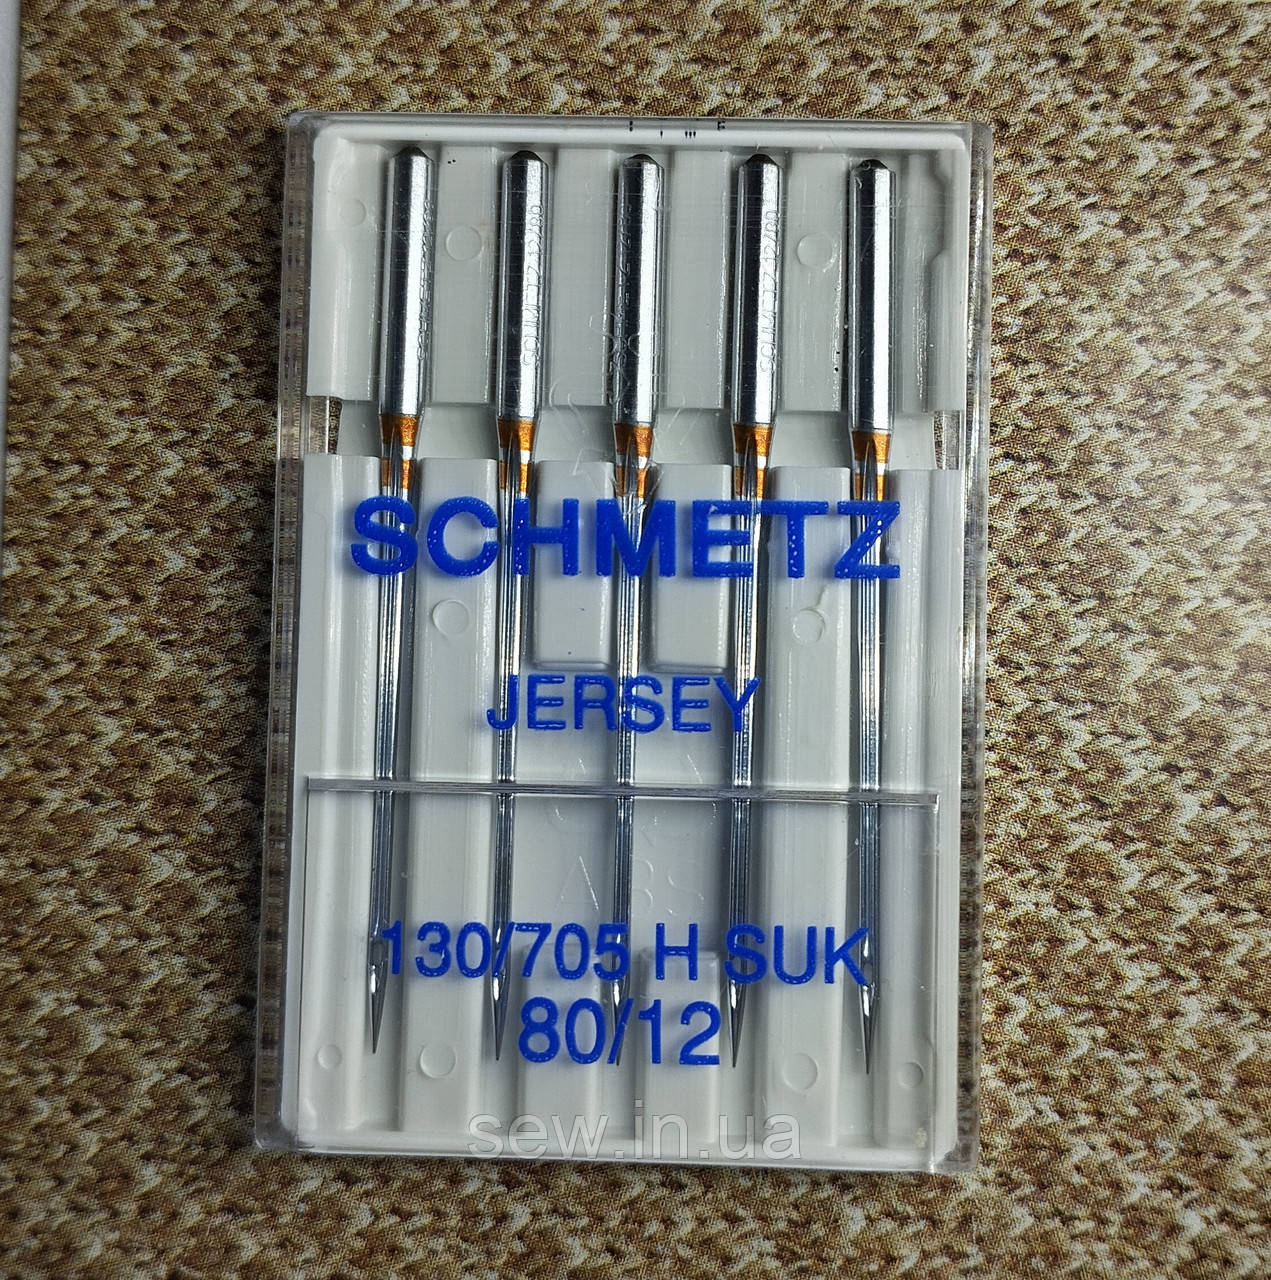 SCHMETZ
JERSEY
130/705 H SUK
80/12
sew.in.ua